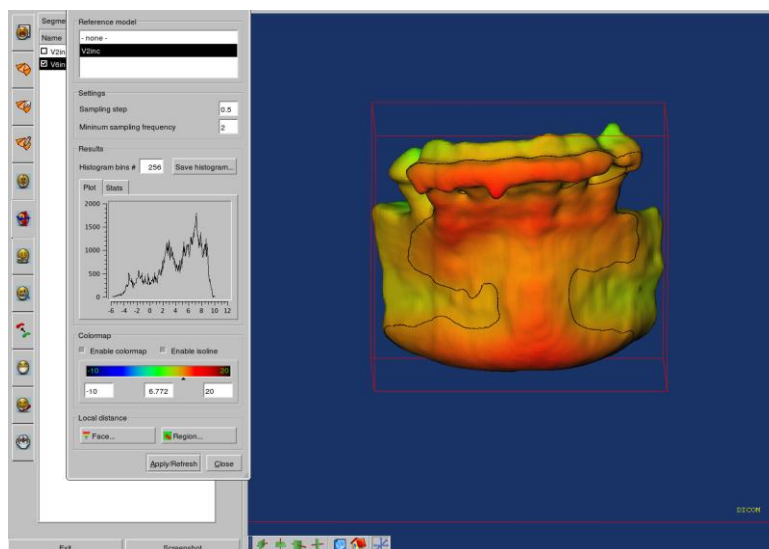 Segme
Name
V2in
V6in
Reference model
- none -
V2inc
Settings
Sampling step 0.5
Mininum sampling frequency 2
Results
Histogram bins # 256 Save histogram...
Plot Stats
2000
1500
1000
500
0
-6 -4 -2 0 2 4 6 8 10 12
Colormap
Enable colormap Enable isoline
-10 20
-10 6.772 20
Local distance
Face... Region...
Apply/Refresh Close
DICOM
Exit Screenshot